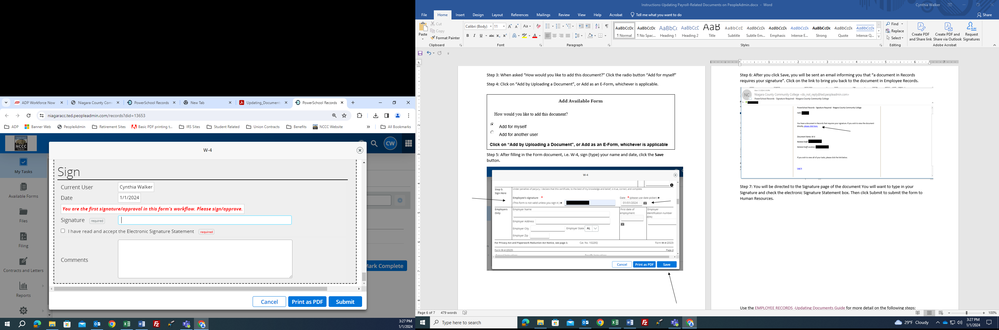 ADP Workforce Now
Niagara County Com
PowerSchool Records
New Tab
Updating_Document
PowerSchool Records
niagaracc.ted.peopleadmin.com/records?did=13653
ADP
Banner Web
PeopleAdmin
Retirement Sites
Basic PDF printing t...
IRS Sites
Student Related
Union Contracts
Benefits
NCCC Website
»
All Bookmarks
NCCC
CW
My Tasks
Available Forms
Files
Filing
Contracts and Letters
Reports
W-4
Sign
Current User Cynthia Walker
Date 1/1/2024
You are the first signature/approval in this form's workflow. Please sign/approve.
Signature required
I have read and accept the Electronic Signature Statement required
Comments
Mark Complete
Cancel Print as PDF Submit
3:27 PM
1/1/2024
Instructions-Updating Payroll-Related Documents on PeopleAdmin.docx - Word
Cynthia Walker
File Home Insert Design Layout References Mailings Review View Help Acrobat Tell me what you want to do
Share
Paste
Cut
Copy
Format Painter
Clipboard
Calibri (Body) 11
Font
Paragraph
AaBbCcDc AaBbCcDc AaBbC( AaBbCcC AaB AaBbCcD AaBbCcDc AaBbCcDc AaBbCcDc AaBbCcDc AaBbCcDc AaBbCcDc
¶ Normal ¶ No Spac... Heading 1 Heading 2 Title Subtitle Subtle Em... Emphasis Intense E... Strong Quote Intense Q...
Styles
Find
Replace
Select
Editing
Create PDF and Share link
Create PDF and Share via Outlook
Request Signatures
Adobe Acrobat
Step 3: When asked “How would you like to add this document?” Click the radio button “Add for myself”
Step 4: Click on “Add by Uploading a Document”, or Add as an E-Form, whichever is applicable.
Add Available Form
How would you like to add this document?
Add for myself
Add for another user
Click on “Add by Uploading a Document”, or Add as an E-Form, whichever is applicable
Step 5: After filling in the Form document, i.e. W-4, sign (type) your name and date, click the Save
button.
W-4
Step 5:
Sign Here
Under penalties of perjury, I declare that this certificate, to the best of my knowledge and belief, is true, correct, and complete.
Employee's signature *
(This form is not valid unless you sign it.) ▶
Date * (please use date picker) ▶
01/01/2024
Employers
Only
Employer Name
First date of
employment
Employer
identification number
(EIN)
Employer Address
Employer City
Employer State AL
Employer Zip
For Privacy Act and Paperwork Reduction Act Notice, see page 3. Cat. No. 10220Q Form W-4 (2023)
Form W-4 (2023) Page 2
General Instructions Specific Instructions
Cancel Print as PDF Save
Step 6: After you click Save, you will be sent an email informing you that “a document in Records
requires your signature”. Click on the link to bring you back to the document in Employee Records.
NC
Niagara County Community College <do_not_reply@ted.peopleadmin.com>
PowerSchool Records - Signature Required - Niagara County Community College
PowerSchool Records - Signature Required - Niagara County Community College
Hello
You have a document in Records that requires your signature. If you wish to view the document
directly, please click here.
Document Name: W-4
Related Staff:
Related Staff Location:
If you wish to view all of your tasks, please click the link below.
Log In
Step 7: You will be directed to the Signature page of the document You will want to type in your
Signature and check the electronic Signature Statement box. Then click Submit to submit the form to
Human Resources.
Use the EMPLOYEE RECORDS -Updating Documents Guide for more detail on the following steps:
Page 6 of 7 479 words
100%
Type here to search
29°F Cloudy
3:27 PM
1/1/2024